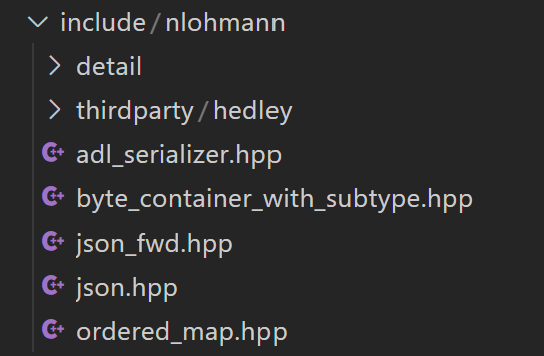 include / nlohmann
detail
thirdparty / hedley
adl_serializer.hpp
byte_container_with_subtype.hpp
json_fwd.hpp
json.hpp
ordered_map.hpp